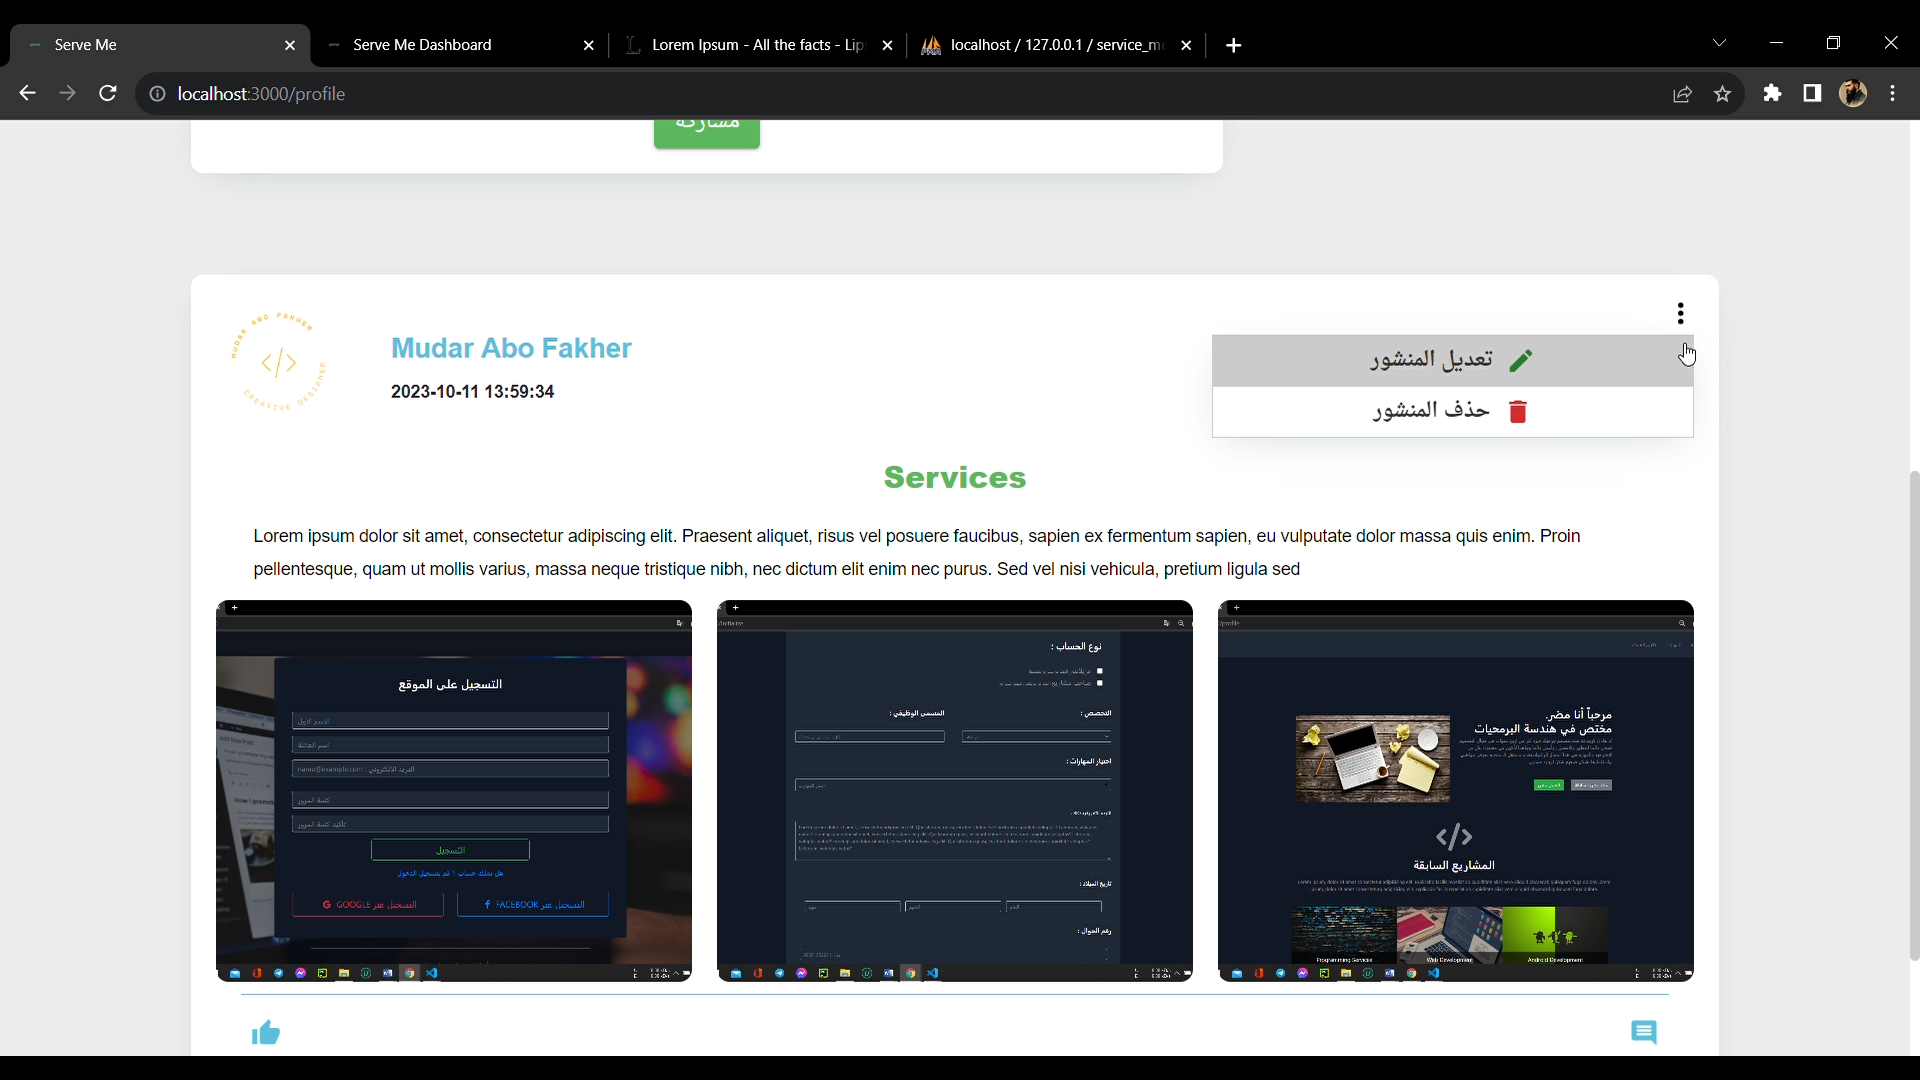 Serve Me
Serve Me Dashboard
Lorem Ipsum - All the facts - Lip
localhost / 127.0.0.1 / service_m
localhost:3000/profile
مشاركة
MUDAR ABO FAKHER
CREATIVE DESIGNER
Mudar Abo Fakher
2023-10-11 13:59:34
تعديل المنشور
حذف المنشور
Services
Lorem ipsum dolor sit amet, consectetur adipiscing elit. Praesent aliquet, risus vel posuere faucibus, sapien ex fermentum sapien, eu vulputate dolor massa quis enim. Proin
pellentesque, quam ut mollis varius, massa neque tristique nibh, nec dictum elit enim nec purus. Sed vel nisi vehicula, pretium ligula sed
التسجيل على الموقع
الاسم الأول
اسم العائلة
البريد الالكتروني : name@example.com
كلمة المرور
تأكيد كلمة المرور
التسجيل
هل تملك حساب ؟ قم بتسجيل الدخول
التسجيل عبر GOOGLE
التسجيل عبر FACEBOOK
/initialize
نوع الحساب :
التخصص :
المسمى الوظيفي :
اختيار المهارات :
تاريخ الميلاد :
رقم الجوال :
/profile
مرحباً أنا مضر.
مختص في هندسة البرمجيات
المشاريع السابقة
Programming Services
Web Development
Android Development